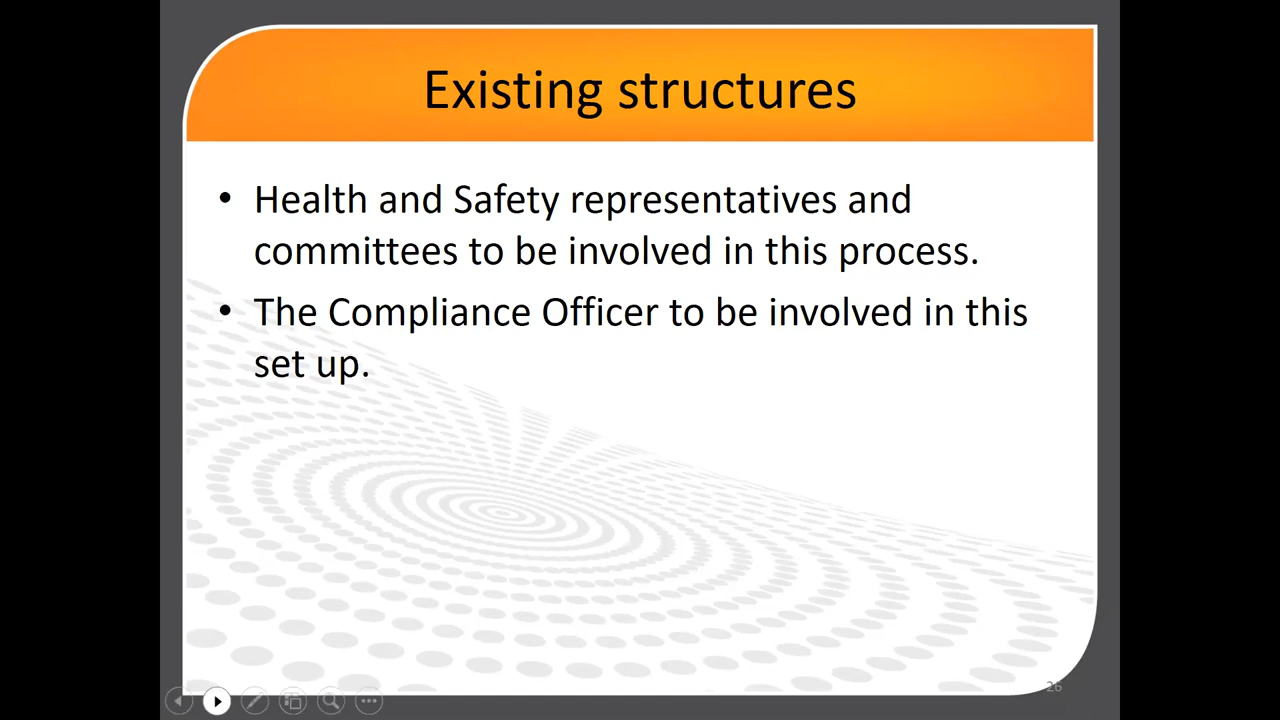 Existing structures
• Health and Safety representatives and
committees to be involved in this process.
• The Compliance Officer to be involved in this
set up.
26